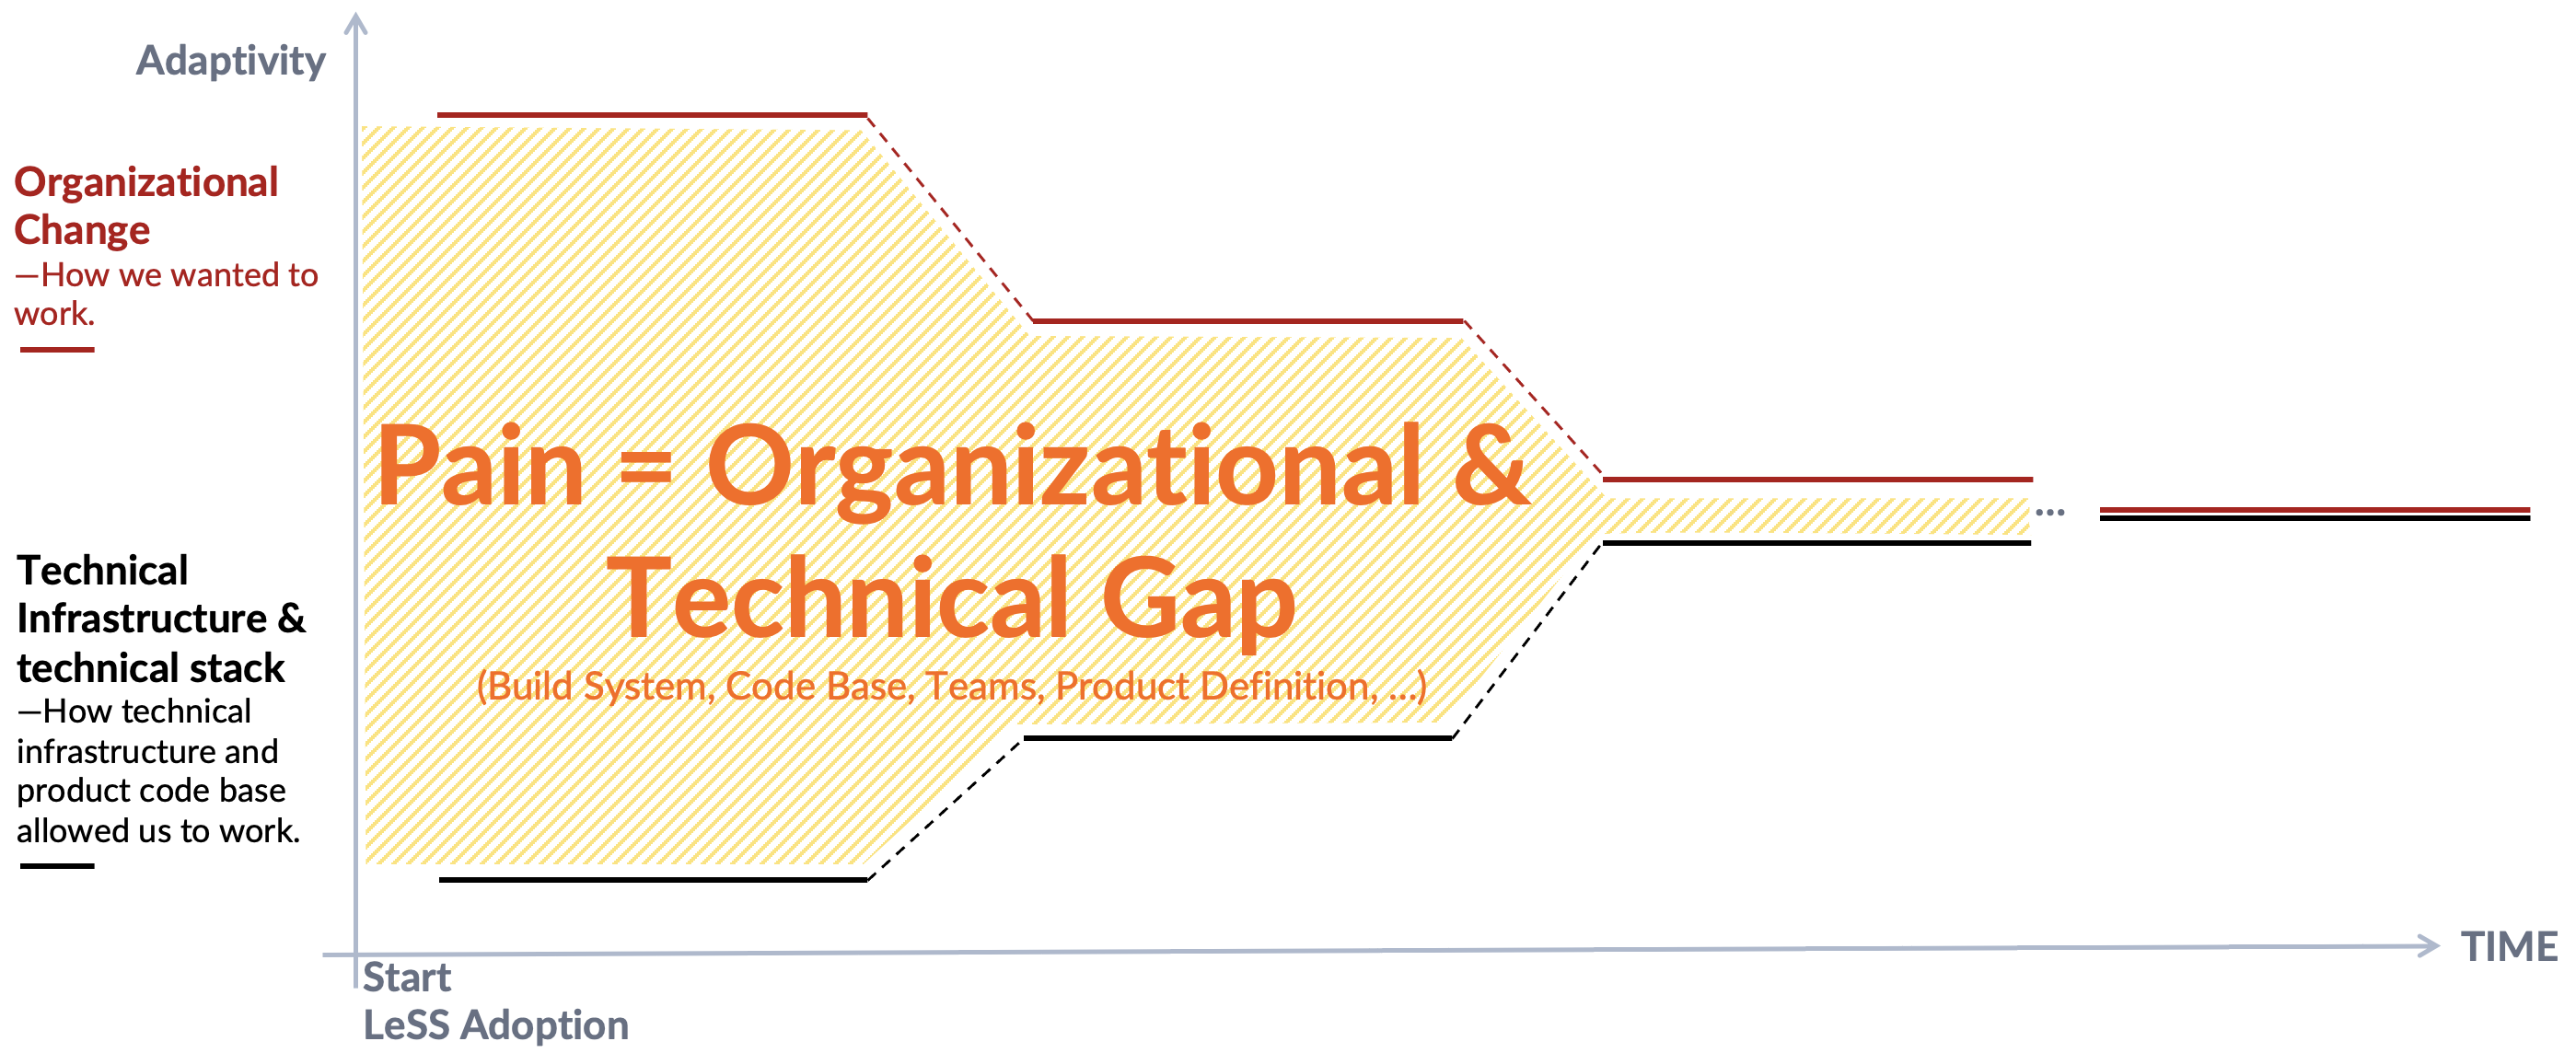 Adaptivity
Organizational
Change
—How we wanted to
work.
Pain = Organizational &
Technical Gap
(Build System, Code Base, Teams, Product Definition, ...)
...
Technical
Infrastructure &
technical stack
—How technical
infrastructure and
product code base
allowed us to work.
TIME
Start
LeSS Adoption